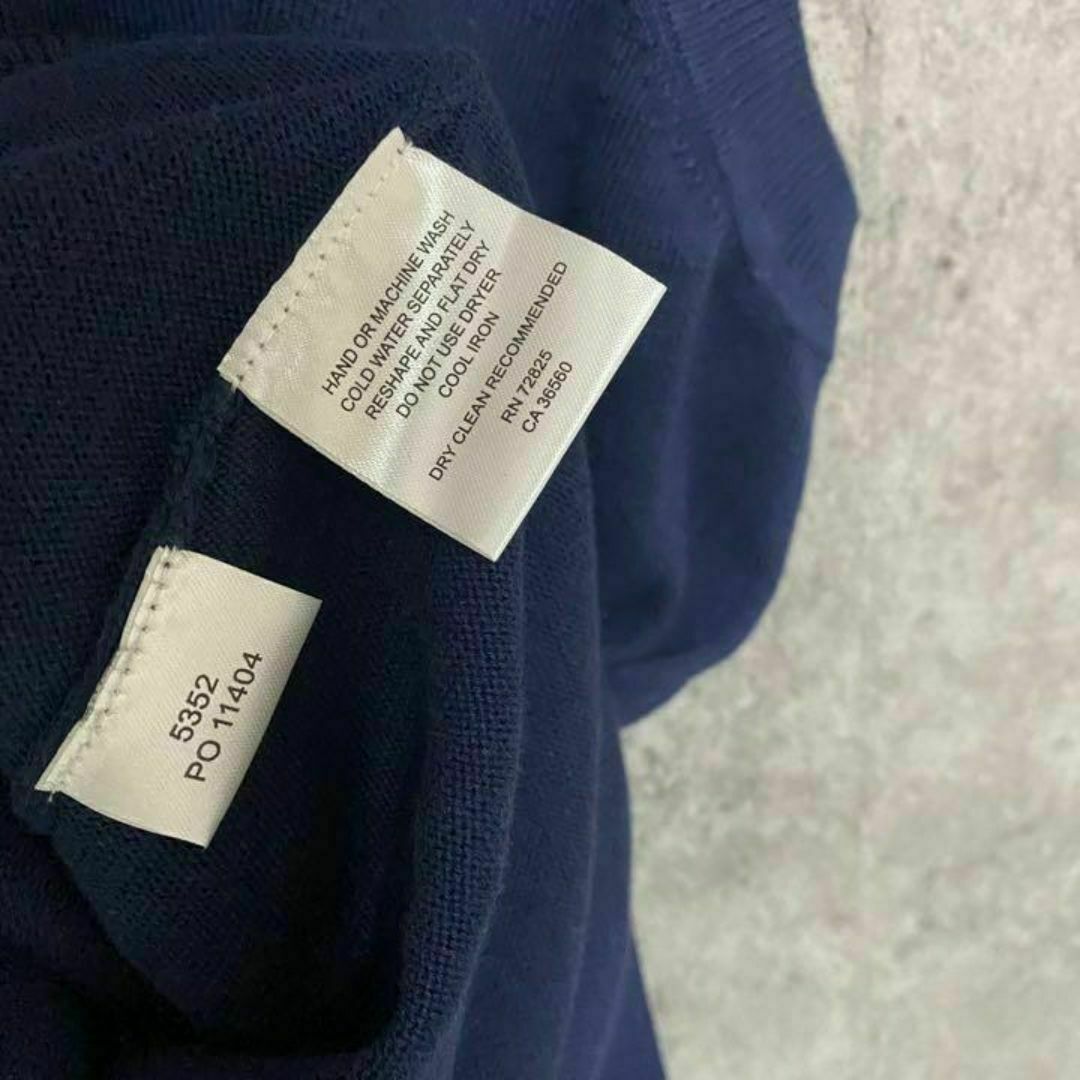 HAND OR MACHINE WASH
COLD WATER SEPARATELY
RESHAPE AND FLAT DRY
DO NOT USE DRYER
COOL IRON
DRY CLEAN RECOMMENDED
RN 72825
CA 36560
5352
PO 11404